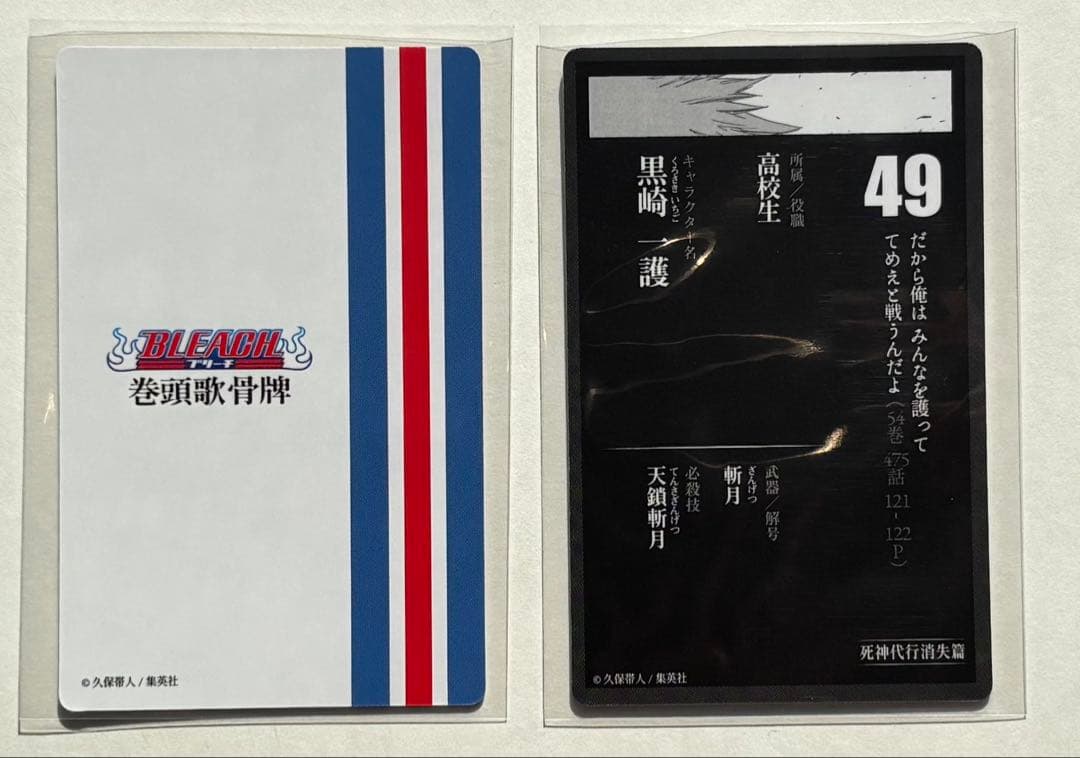 BLEACH
ブリーチ
巻頭歌骨牌
©久保帯人/集英社
49
だから俺は みんなを護って
てめえと戦うんだよ(54巻 475話 121-122P)
所属/役職
高校生
キャラクター名
くろさき いちご
黒崎 一護
武器/解号
ざんげつ
斬月
必殺技
てんさざんげつ
天鎖斬月
死神代行消失篇
©久保帯人/集英社